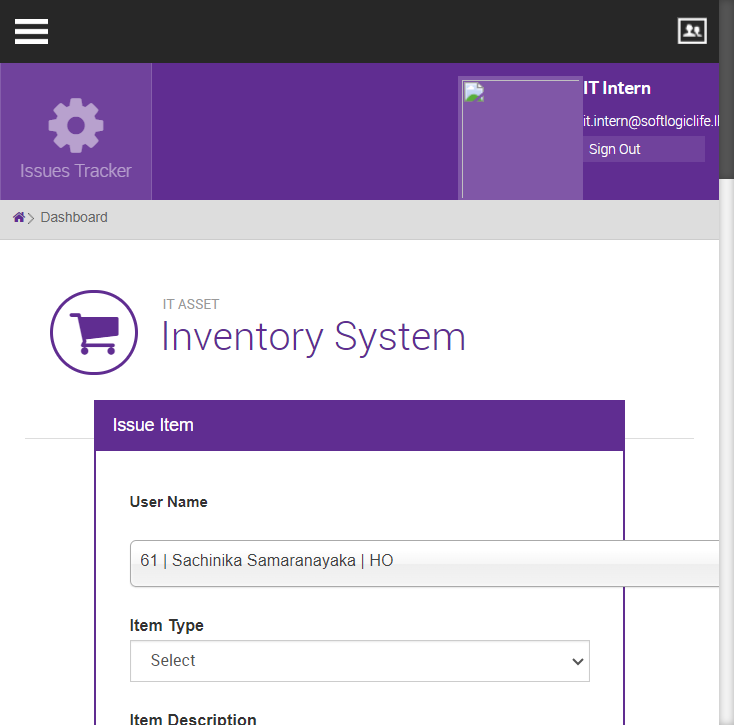 IT Intern
it.intern@softlogiclife.l
Sign Out
Issues Tracker
Dashboard
IT ASSET
Inventory System
Issue Item
User Name
61 | Sachinika Samaranayaka | HO
Item Type
Select
Item Description